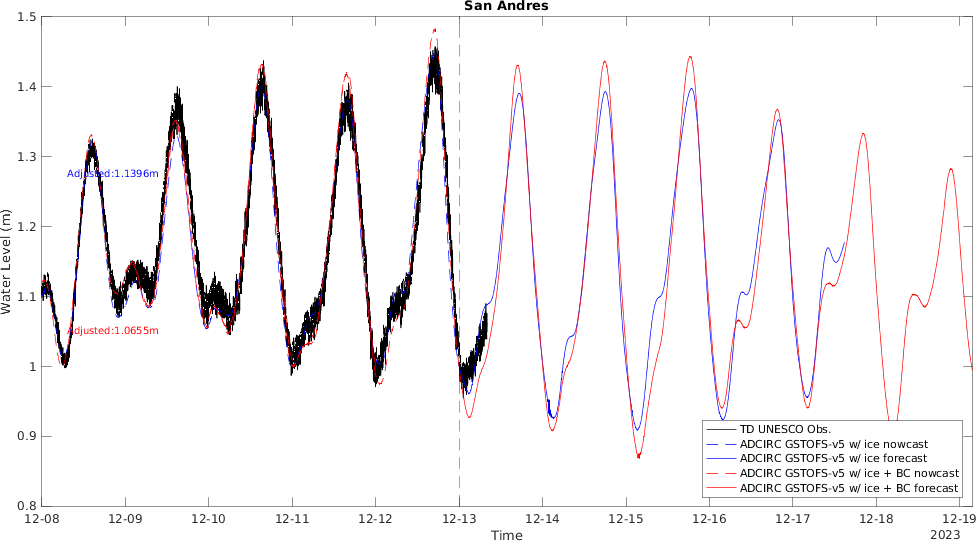 San Andres
1.5
1.4
1.3
1.2
1.1
1
0.9
0.8
Water Level (m)
Adjusted:1.1396m
Adjusted:1.0655m
TD UNESCO Obs.
ADCIRC GSTOFS-v5 w/ ice nowcast
ADCIRC GSTOFS-v5 w/ ice forecast
ADCIRC GSTOFS-v5 w/ ice + BC nowcast
ADCIRC GSTOFS-v5 w/ ice + BC forecast
12-08 12-09 12-10 12-11 12-12 12-13 12-14 12-15 12-16 12-17 12-18 12-19
Time
2023